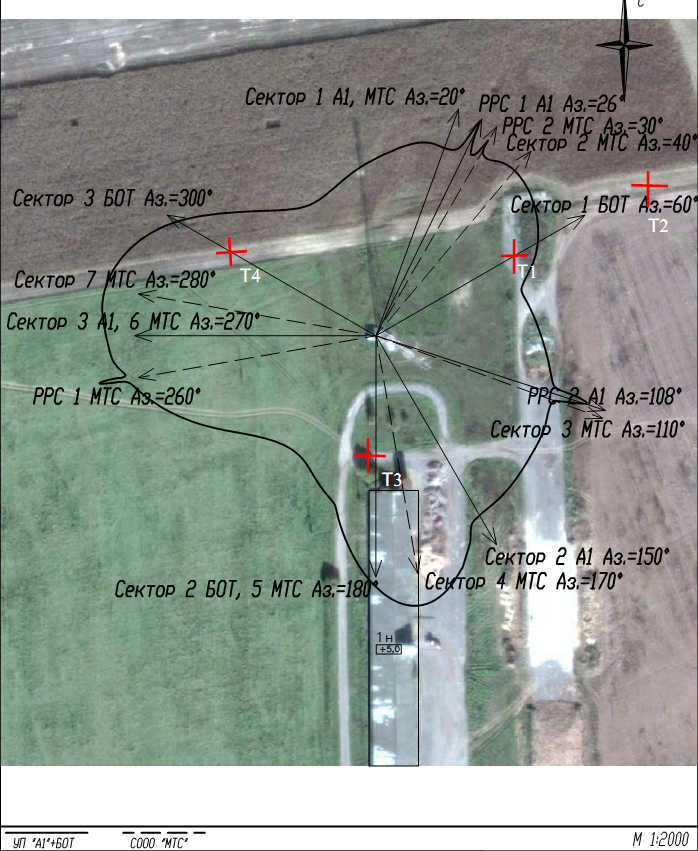 С
Сектор 1 А1, МТС Аз.=20°
РРС 1 А1 Аз.=26°
РРС 2 МТС Аз.=30°
Сектор 2 МТС Аз.=40°
Т2
Сектор 3 БОТ Аз.=300°
Сектор 1 БОТ Аз.=60°
Т4
Т1
Сектор 7 МТС Аз.=280°
Сектор 3 А1, 6 МТС Аз.=270°
РРС 1 МТС Аз.=260°
РРС 2 А1 Аз.=108°
Сектор 3 МТС Аз.=110°
Т3
Сектор 2 А1 Аз.=150°
Сектор 2 БОТ, 5 МТС Аз.=180°
Сектор 4 МТС Аз.=170°
1 н
+5,0
УП "А1"+БОТ
СООО "МТС"
М 1:2000